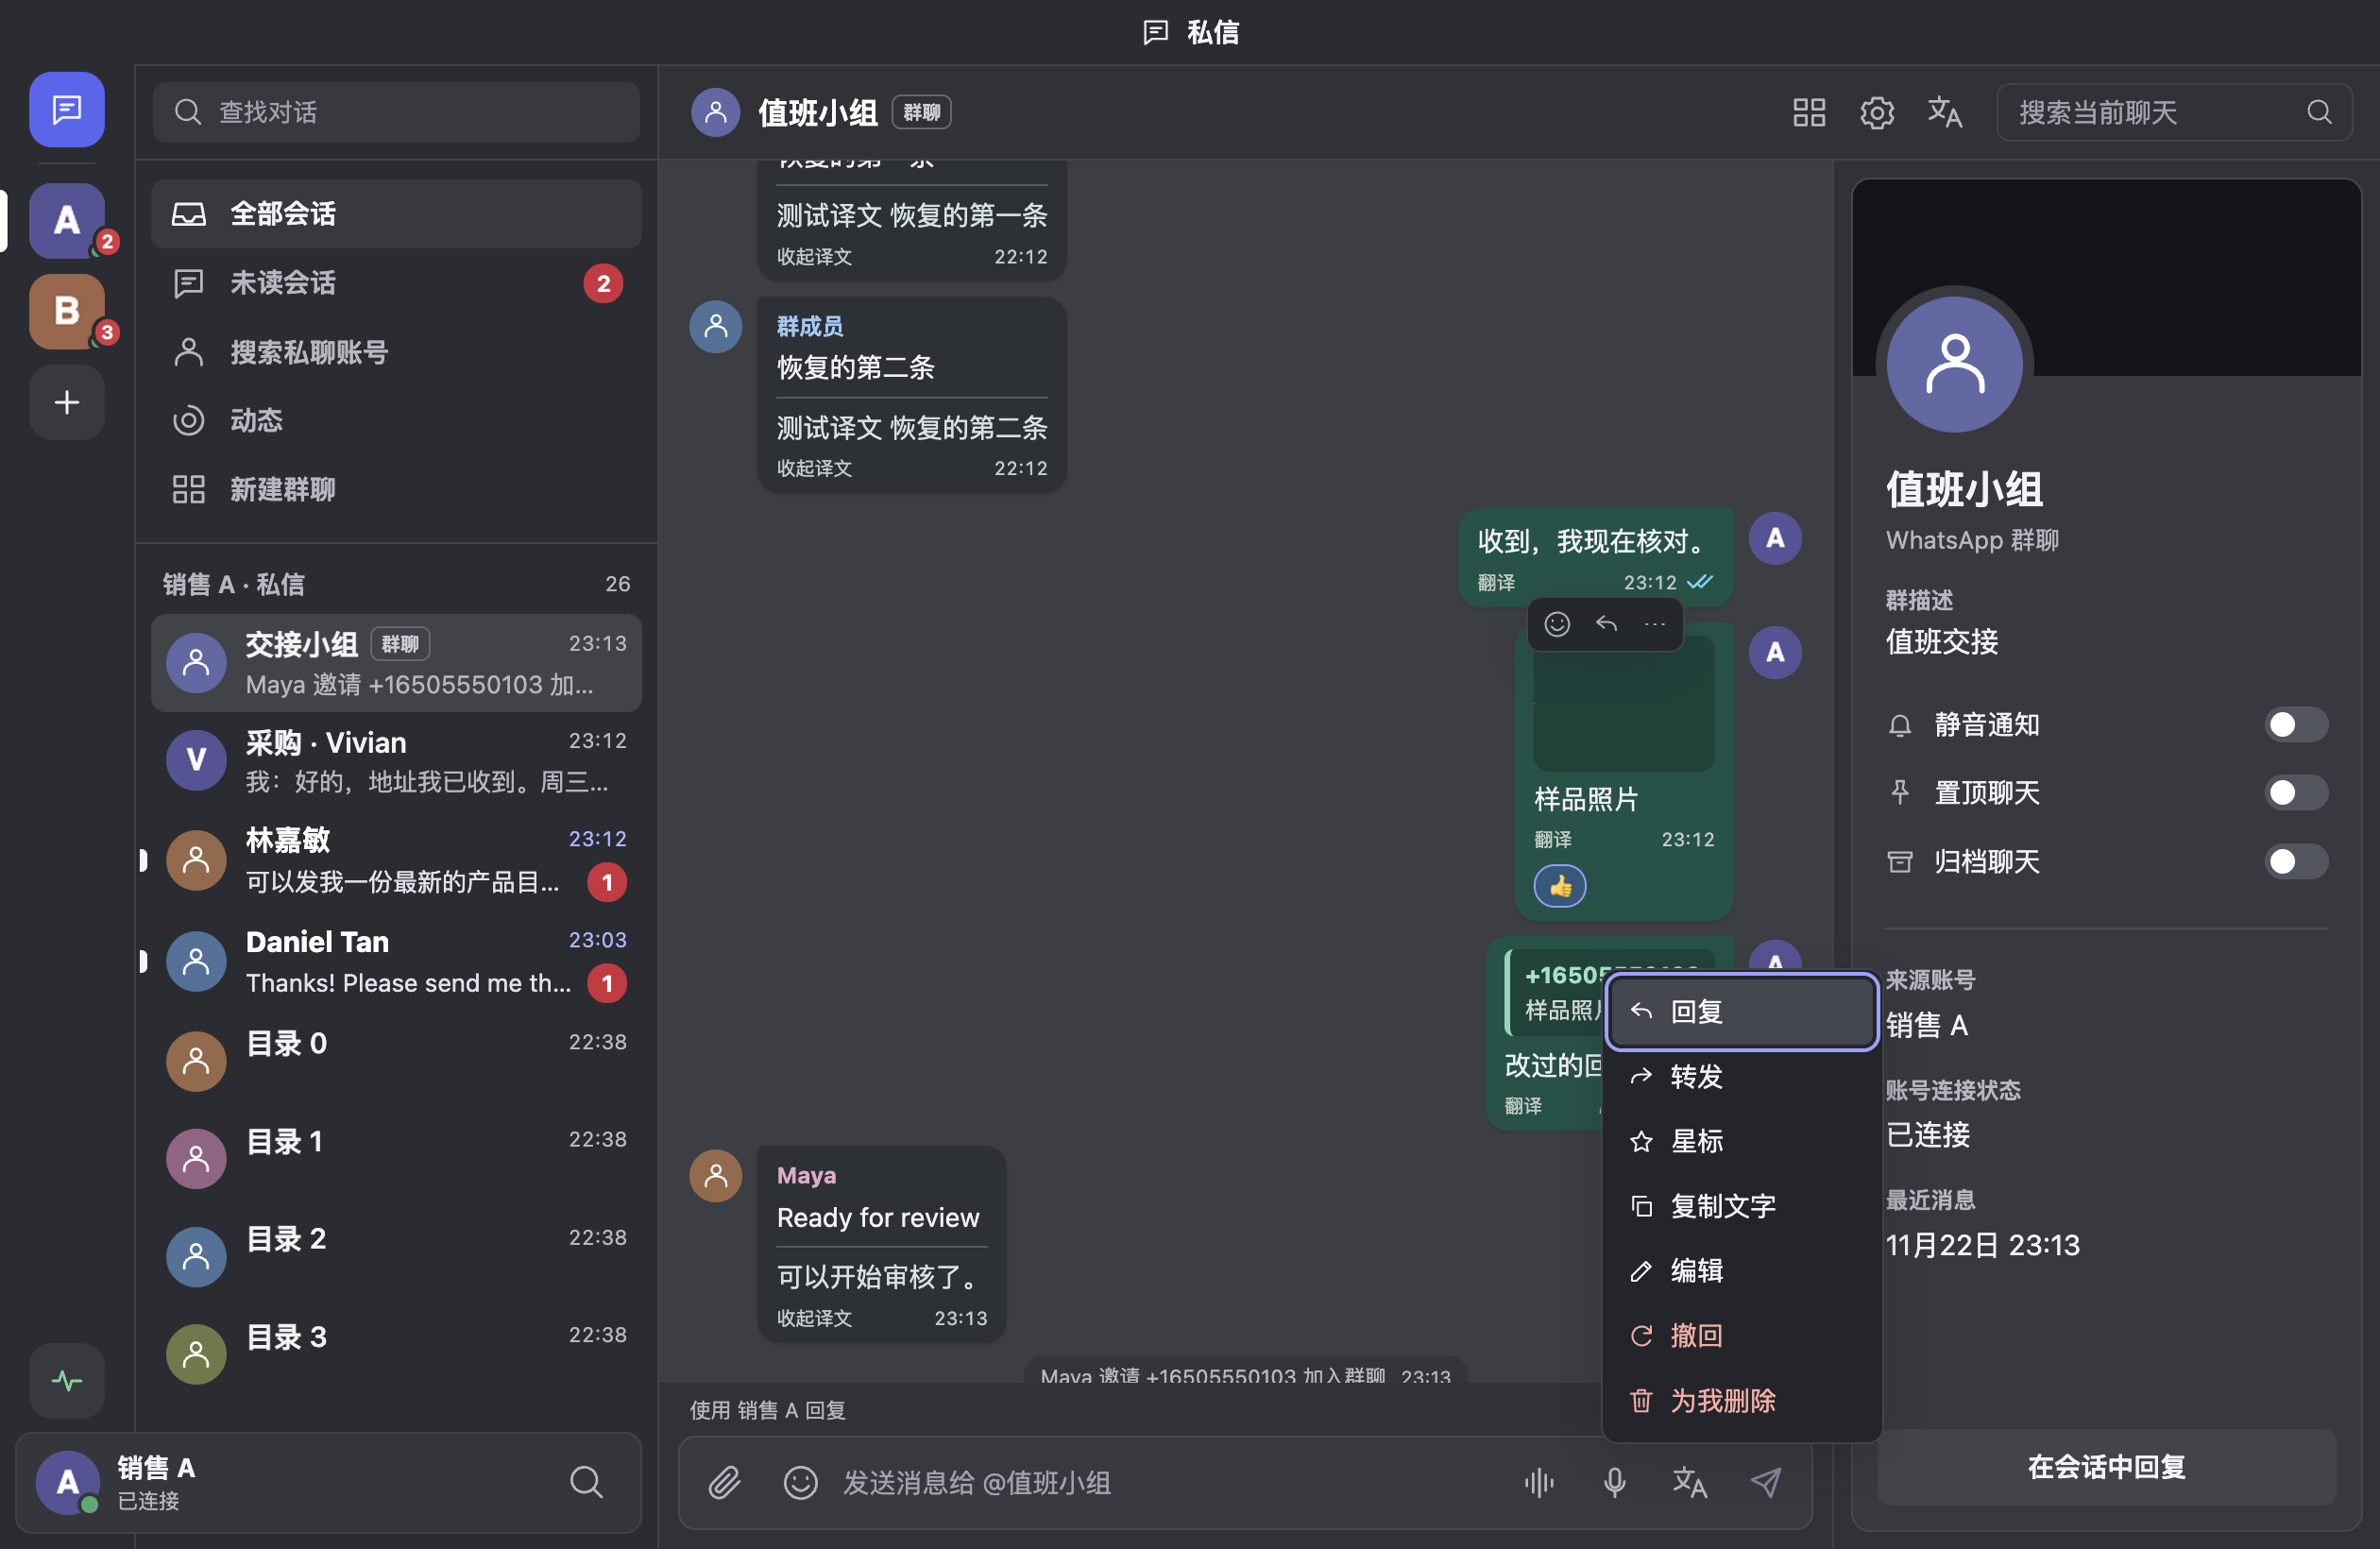 私信
A
2
B
3
查找对话
全部会话
未读会话
2
搜索私聊账号
动态
新建群聊
销售 A · 私信
26
交接小组
群聊
23:13
Maya 邀请 +16505550103 加...
V
采购 · Vivian
23:12
我：好的，地址我已收到。周三...
林嘉敏
23:12
可以发我一份最新的产品目...
1
Daniel Tan
23:03
Thanks! Please send me th...
1
目录 0
22:38
目录 1
22:38
目录 2
22:38
目录 3
22:38
A
销售 A
已连接
值班小组
群聊
搜索当前聊天
测试译文 恢复的第一条
收起译文
22:12
群成员
恢复的第二条
测试译文 恢复的第二条
收起译文
22:12
收到，我现在核对。
翻译
23:12
A
A
样品照片
翻译
23:12
样品照
改过的回
翻译
A
Maya
Ready for review
可以开始审核了。
收起译文
23:13
Maya 邀请 +16505550103 加入群聊 23:13
回复
转发
星标
复制文字
编辑
撤回
为我删除
使用 销售 A 回复
发送消息给 @值班小组
值班小组
WhatsApp 群聊
群描述
值班交接
静音通知
置顶聊天
归档聊天
来源账号
销售 A
账号连接状态
已连接
最近消息
11月22日 23:13
在会话中回复